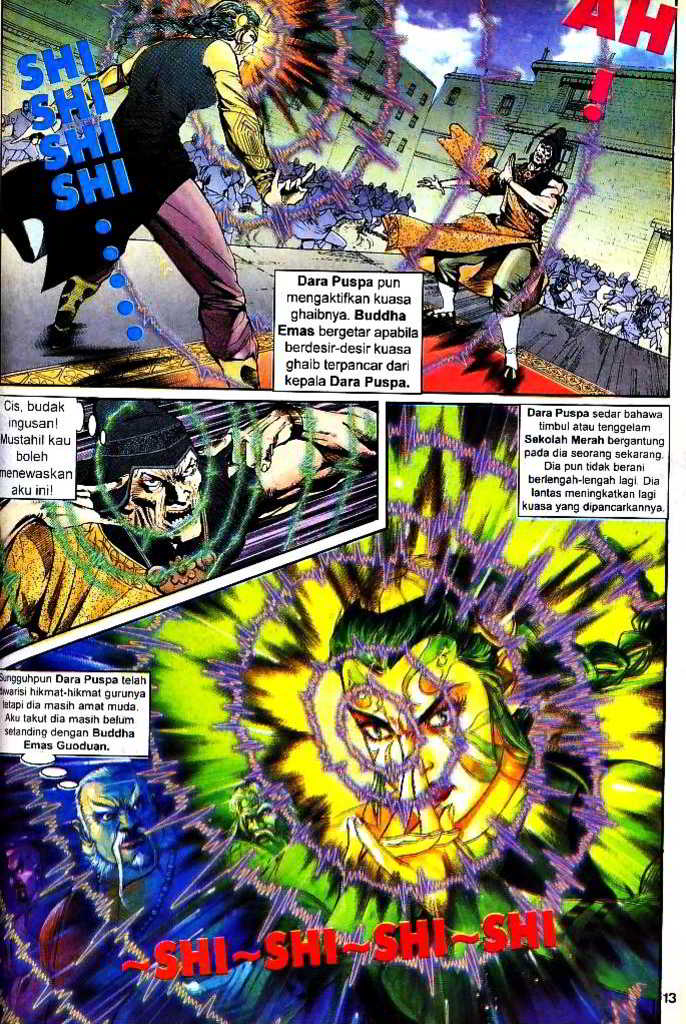 AH
!
SHI
SHI
SHI
SHI
Dara Puspa pun
mengaktifkan kuasa
ghaibnya. Buddha
Emas bergetar apabila
berdesir-desir kuasa
ghaib terpancar dari
kepala Dara Puspa.
Cis, budak
ingusan!
Mustahil kau
boleh
menewaskan
aku ini!
Dara Puspa sedar bahawa
timbul atau tenggelam
Sekolah Merah bergantung
pada dia seorang sekarang.
Dia pun tidak berani
berlengah-lengah lagi. Dia
lantas meningkatkan lagi
kuasa yang dipancarkannya.
Sungguhpun Dara Puspa telah
diwarisi hikmat-hikmat gurunya
tetapi dia masih amat muda.
Aku takut dia masih belum
setanding dengan Buddha
Emas Guoduan.
~SHI~SHI~SHI~SHI
13